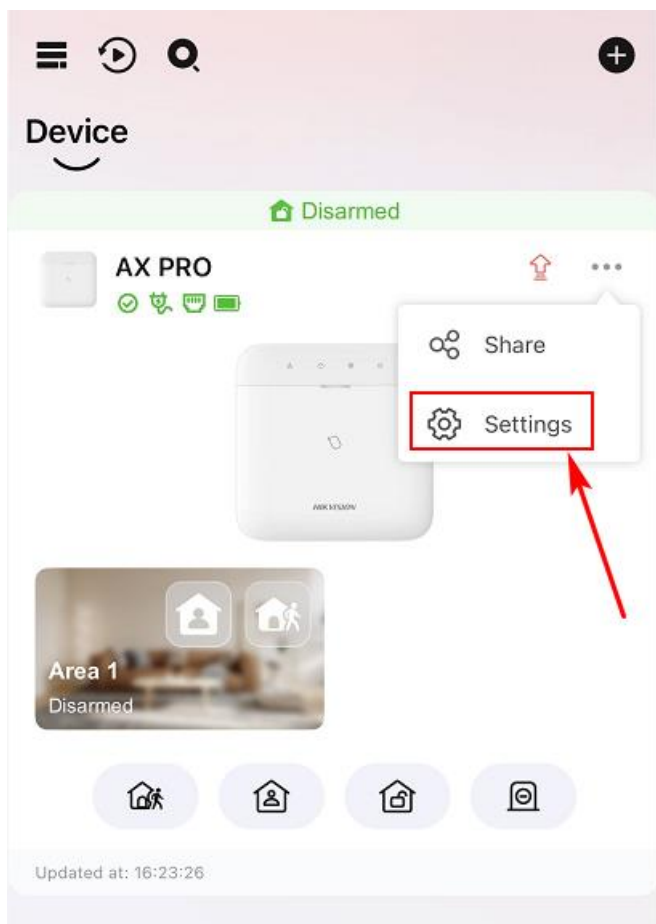 Device
Disarmed
AX PRO
Share
Settings
HIKVISION
Area 1
Disarmed
Updated at: 16:23:26